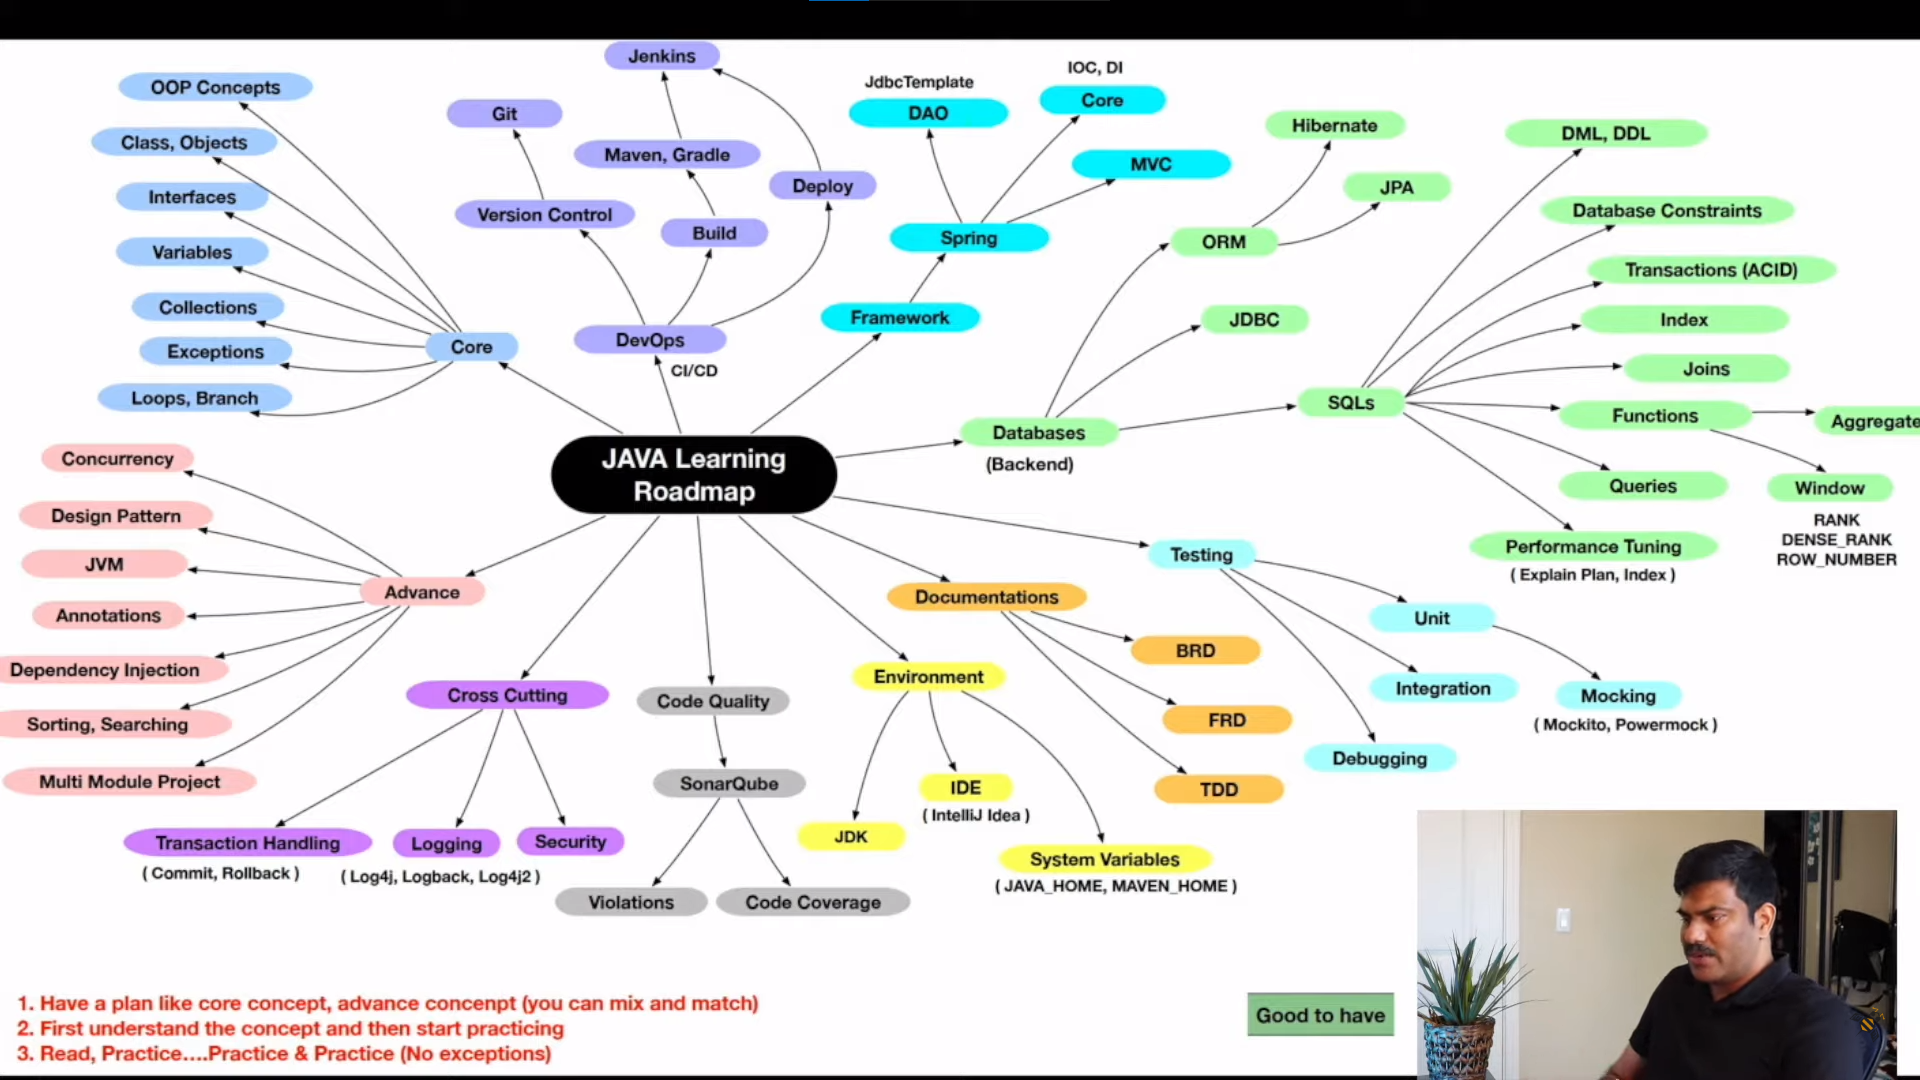 Jenkins
OOP Concepts
IOC, DI
JdbcTemplate
Core
DAO
Git
Hibernate
DML, DDL
Class, Objects
Maven, Gradle
MVC
Deploy
JPA
Interfaces
Database Constraints
Version Control
Build
Spring
ORM
Variables
Transactions (ACID)
Collections
Framework
JDBC
Index
DevOps
Core
Exceptions
CI/CD
Joins
Loops, Branch
SQLs
Functions
Aggregate
Databases
(Backend)
JAVA Learning
Roadmap
Concurrency
Queries
Window
RANK
DENSE_RANK
ROW_NUMBER
Design Pattern
Performance Tuning
( Explain Plan, Index )
JVM
Testing
Advance
Documentations
Annotations
Unit
BRD
Dependency Injection
Environment
Integration
Mocking
( Mockito, Powermock )
Cross Cutting
Code Quality
FRD
Sorting, Searching
Debugging
Multi Module Project
SonarQube
IDE
( IntelliJ Idea )
TDD
JDK
Transaction Handling
( Commit, Rollback )
Logging
( Log4j, Logback, Log4j2 )
Security
System Variables
( JAVA_HOME, MAVEN_HOME )
Violations
Code Coverage
1. Have a plan like core concept, advance concenpt (you can mix and match)
2. First understand the concept and then start practicing
3. Read, Practice....Practice & Practice (No exceptions)
Good to have